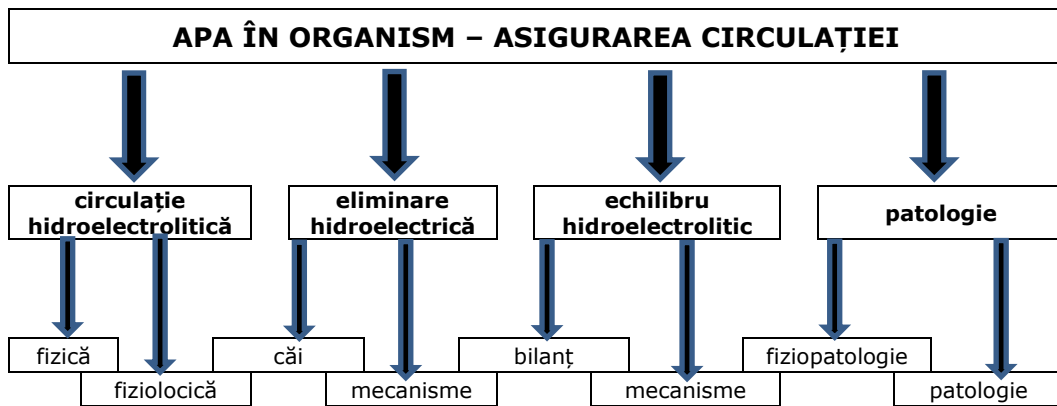 APA ÎN ORGANISM – ASIGURAREA CIRCULAȚIEI
circulație
hidroelectrolitică
eliminare
hidroelectrică
echilibru
hidroelectrolitic
patologie
fizică
fiziolocică
căi
mecanisme
bilanț
mecanisme
fiziopatologie
patologie